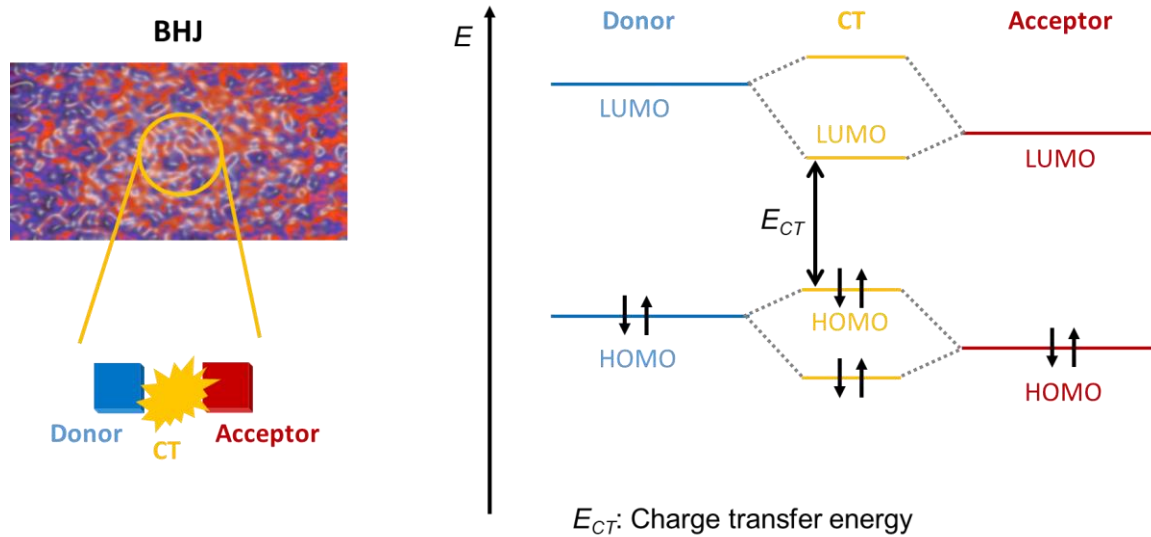 BHJ
Donor
CT
Acceptor
E
Donor
CT
Acceptor
LUMO
LUMO
LUMO
E_CT
HOMO
HOMO
HOMO
E_CT: Charge transfer energy